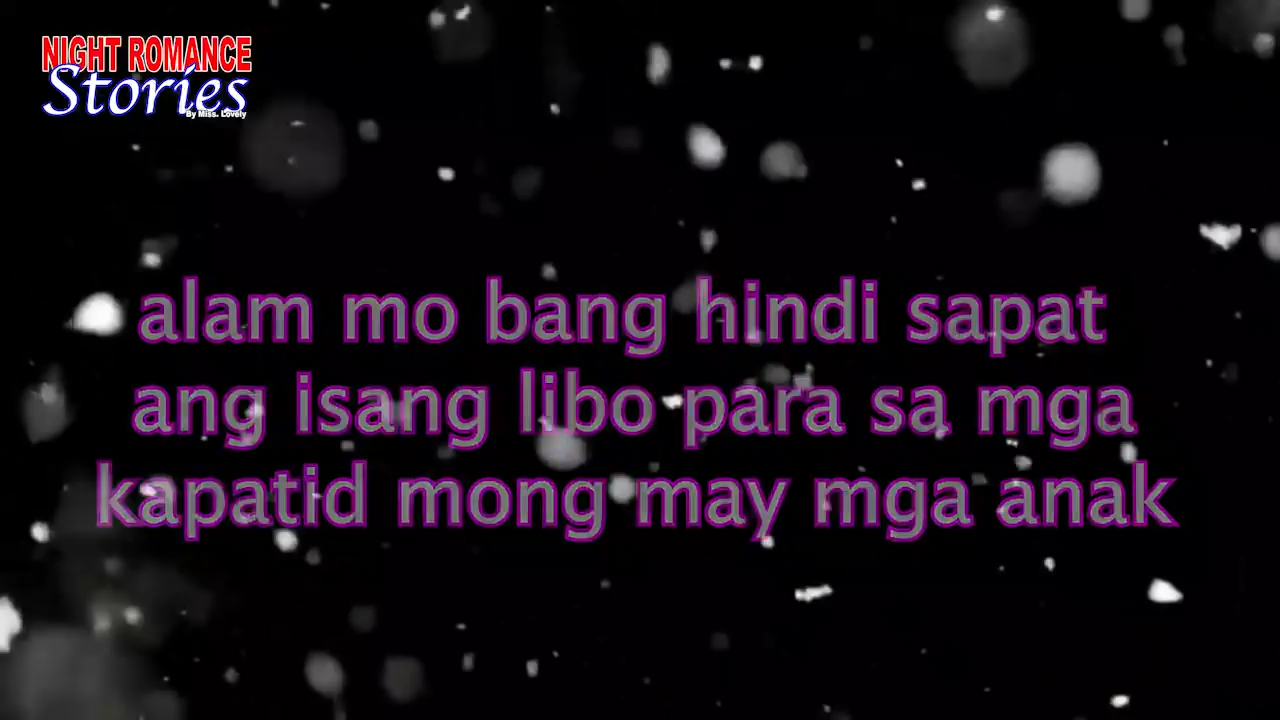 NIGHT ROMANCE
Stories
By Miss. Lovely
alam mo bang hindi sapat
ang isang libo para sa mga
kapatid mong may mga anak